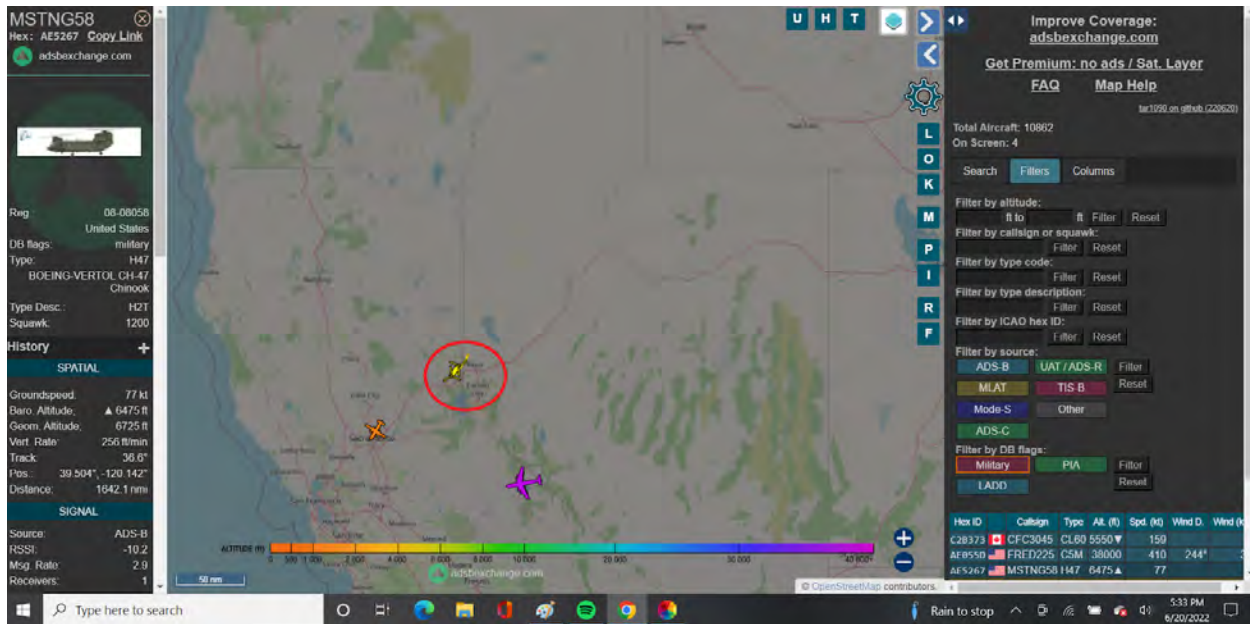 MSTNG58
Hex: AE5267 Copy Link
adsbexchange.com
Reg.: 08-08058
United States
DB flags: military
Type: H47
BOEING-VERTOL CH-47
Chinook
Type Desc.: H2T
Squawk: 1200
History +
SPATIAL
Groundspeed: 77 kt
Baro. Altitude: ▲ 6475 ft
Geom. Altitude: 6725 ft
Vert. Rate: 256 ft/min
Track: 36.6°
Pos.: 39.504°, -120.142°
Distance: 1642.1 nmi
SIGNAL
Source: ADS-B
RSSI: -10.2
Msg. Rate: 2.9
Receivers: 1
U H T
L
O
K
M
P
I
R
F
ALTITUDE (ft) 0 500 1 000 2 000 4 000 6 000 8 000 10 000 20 000 30 000 40 000+
adsbexchange.com
50 nm
© OpenStreetMap contributors.
Improve Coverage:
adsbexchange.com
Get Premium: no ads / Sat. Layer
FAQ Map Help
tar1090 on github (220620)
Total Aircraft: 10862
On Screen: 4
Search Filters Columns
Filter by altitude:
ft to ft Filter Reset
Filter by callsign or squawk:
Filter Reset
Filter by type code:
Filter Reset
Filter by type description:
Filter Reset
Filter by ICAO hex ID:
Filter Reset
Filter by source:
ADS-B UAT / ADS-R Filter
MLAT TIS-B Reset
Mode-S Other
ADS-C
Filter by DB flags:
Military PIA Filter
LADD Reset
Hex ID Callsign Type Alt. (ft) Spd. (kt) Wind D. Wind (k
C2B373 CFC3045 CL60 5550▼ 159
AE055D FRED225 C5M 38000 410 244°
AE5267 MSTNG58 H47 6475▲ 77
Type here to search
Rain to stop
5:33 PM
6/20/2022